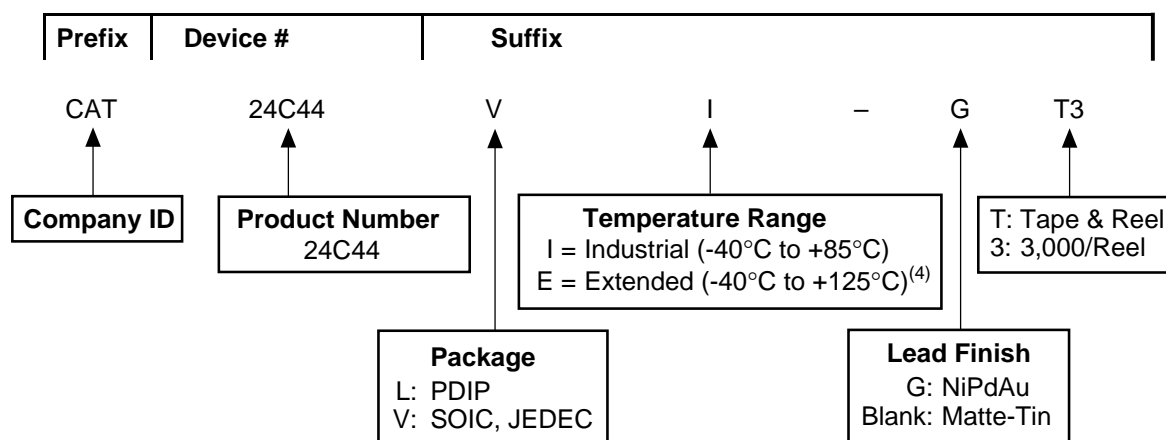 Prefix Device # Suffix
CAT 24C44 V I – G T3
Company ID
Product Number
24C44
Temperature Range
I = Industrial (-40°C to +85°C)
E = Extended (-40°C to +125°C)(4)
T: Tape & Reel
3: 3,000/Reel
Package
L: PDIP
V: SOIC, JEDEC
Lead Finish
G: NiPdAu
Blank: Matte-Tin